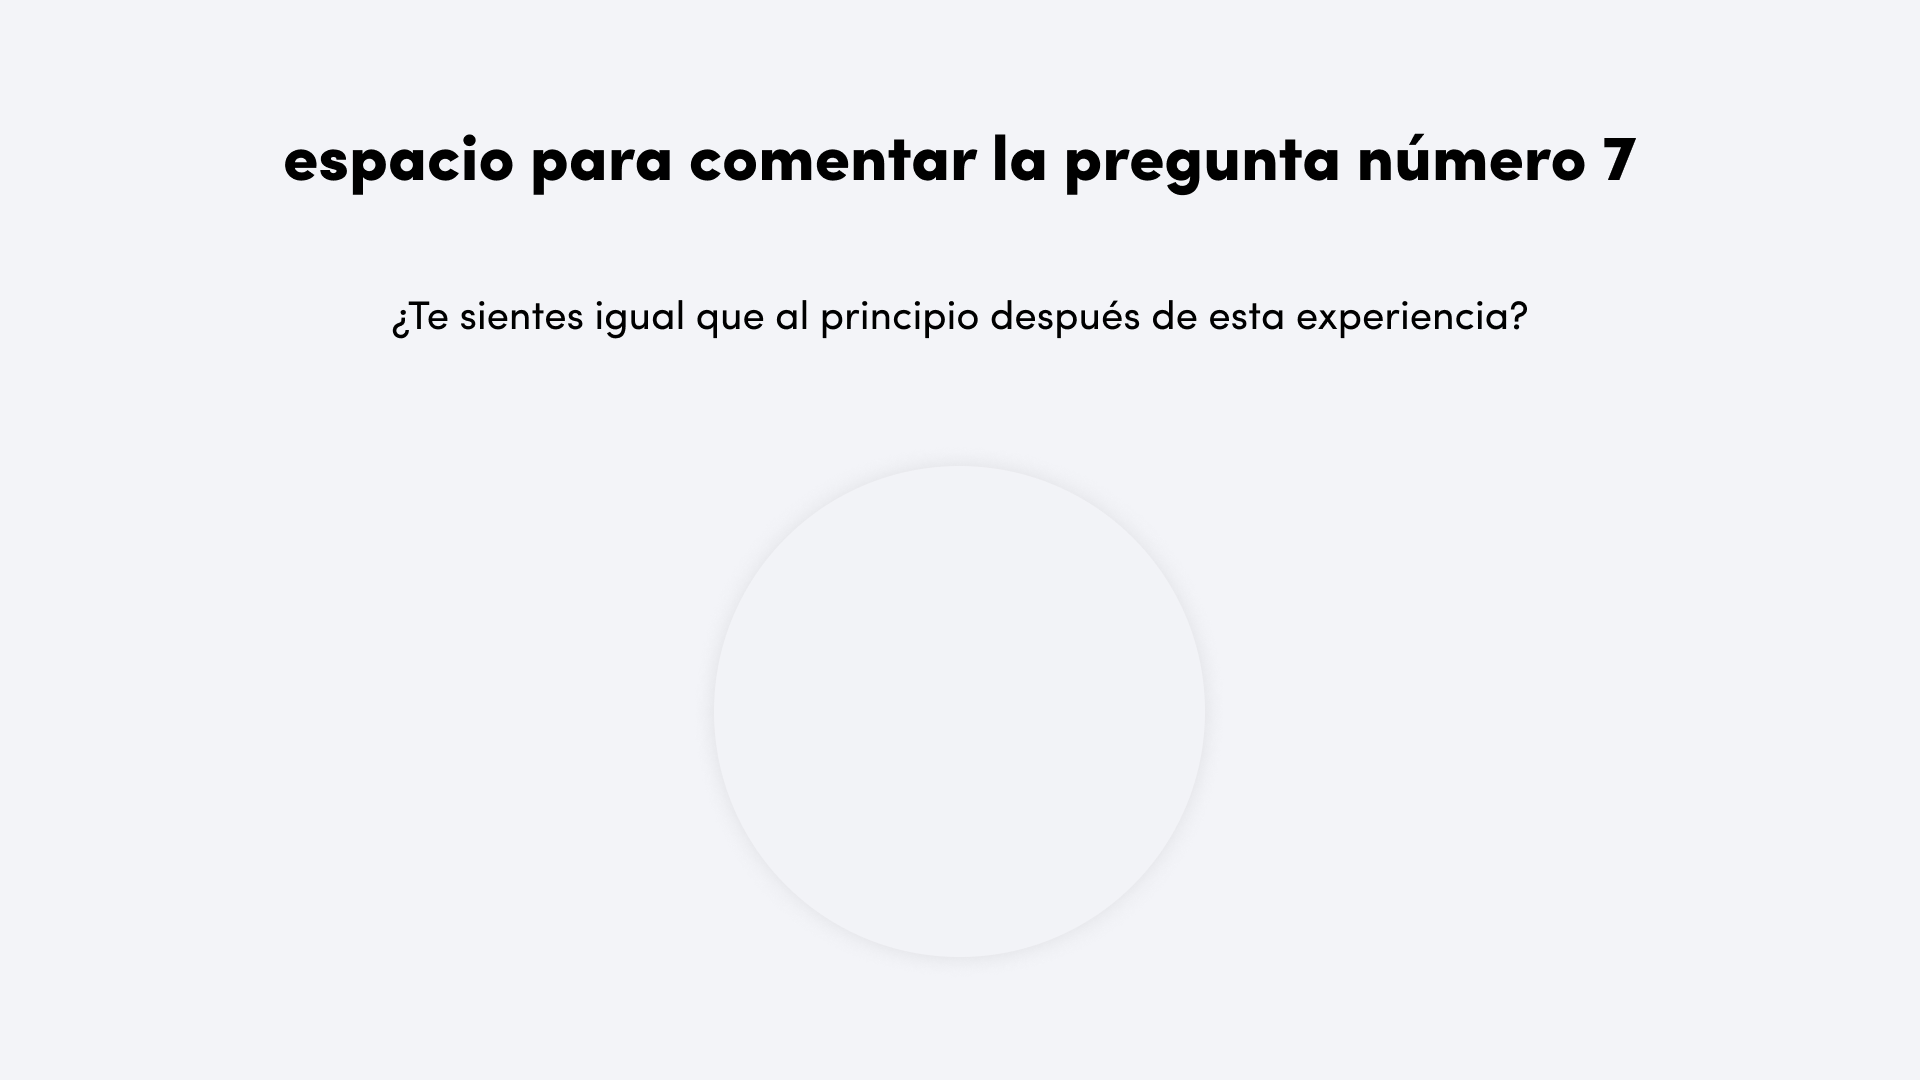 espacio para comentar la pregunta número 7
¿Te sientes igual que al principio después de esta experiencia?